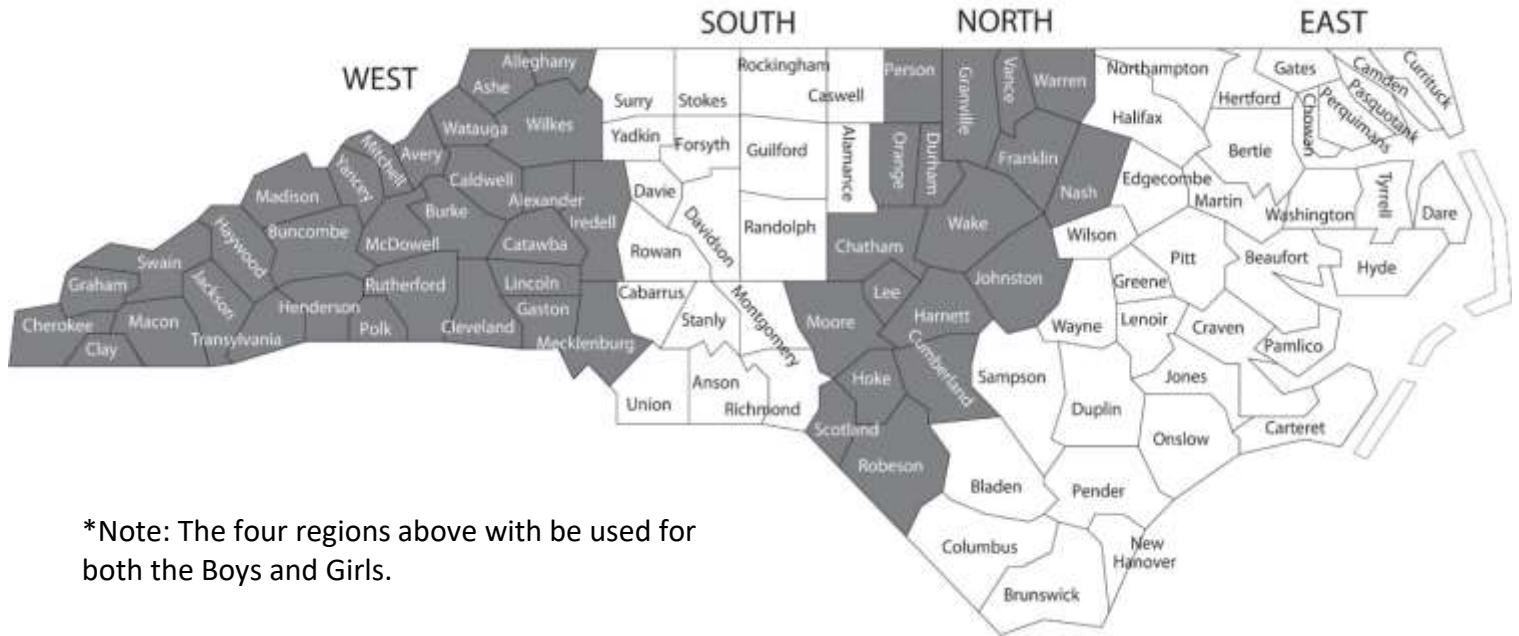 SOUTH
NORTH
EAST
WEST
Alleghany
Ashe
Surry
Stokes
Rockingham
Caswell
Person
Granville
Vance
Warren
Northampton
Gates
Camden
Currituck
Pasquotank
Perquimans
Chowan
Hertford
Halifax
Watauga
Wilkes
Yadkin
Forsyth
Guilford
Alamance
Orange
Durham
Franklin
Nash
Bertie
Mitchell
Avery
Yancey
Caldwell
Alexander
Iredell
Davie
Davidson
Randolph
Edgecombe
Martin
Washington
Tyrrell
Dare
Madison
Buncombe
Haywood
McDowell
Burke
Catawba
Rowan
Chatham
Wake
Wilson
Pitt
Beaufort
Hyde
Swain
Graham
Jackson
Henderson
Rutherford
Lincoln
Gaston
Cabarrus
Stanly
Montgomery
Moore
Lee
Harnett
Johnston
Greene
Cherokee
Clay
Macon
Transylvania
Polk
Cleveland
Mecklenburg
Wayne
Lenoir
Craven
Pamlico
Union
Anson
Richmond
Hoke
Cumberland
Sampson
Duplin
Jones
Onslow
Carteret
Scotland
Robeson
Bladen
Pender
Columbus
Brunswick
New
Hanover
*Note: The four regions above with be used for
both the Boys and Girls.